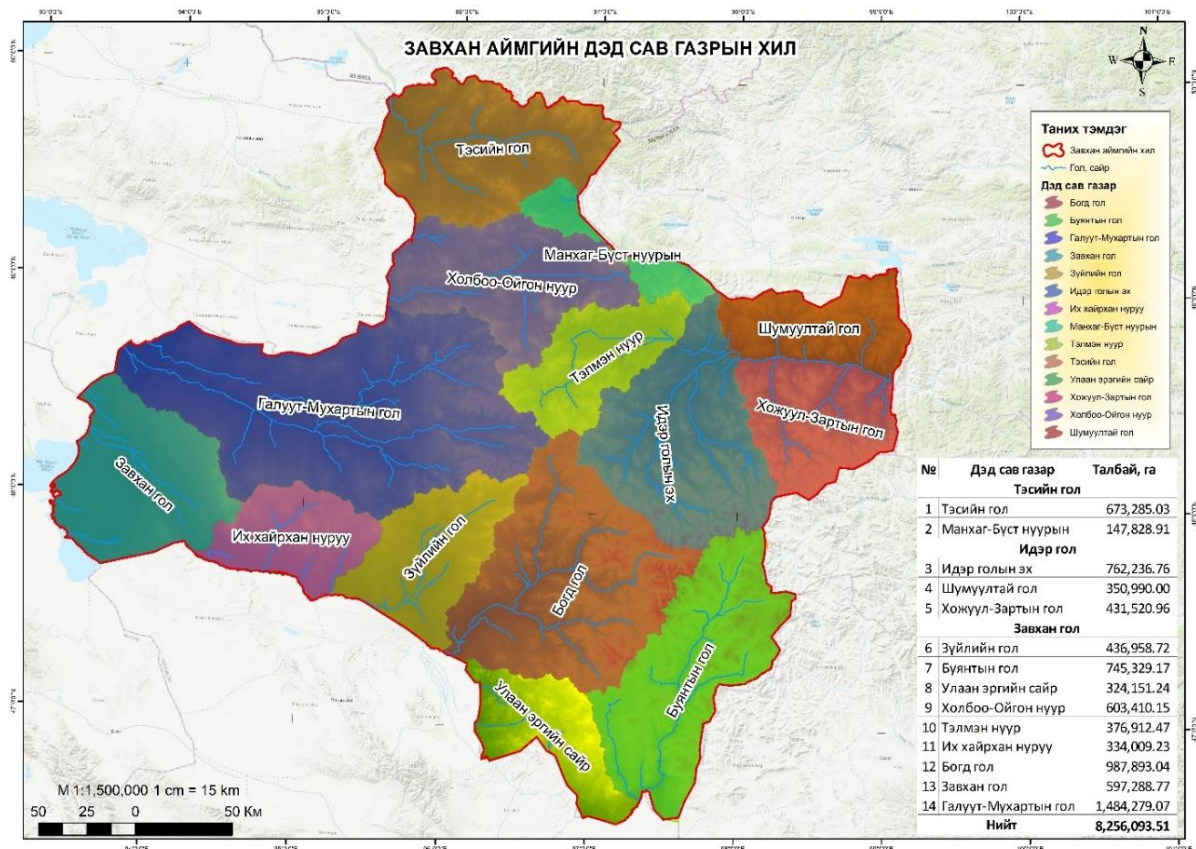 ЗАВХАН АЙМГИЙН ДЭД САВ ГАЗРЫН ХИЛ
N
W E
S
RUSSIA
MONGOLIA
Таних тэмдэг
Завхан аймгийн хил
Гол, сайр
Дэд сав газар
Богд гол
Буянтын гол
Галуут-Мухартын гол
Завхан гол
Зүйлийн гол
Идэр голын эх
Их хайрхан нуруу
Манхаг-Бүст нуурын
Тэлмэн нуур
Тэсийн гол
Улаан эрэгийн сайр
Хожуул-Зартын гол
Холбоо-Ойгон нуур
Шумуултай гол
Тэсийн гол
Манхаг-Бүст нуурын
Холбоо-Ойгон нуур
Шумуултай гол
Тэлмэн нуур
Хожуул-Зартын гол
Галуут-Мухартын гол
Идэр голын эх
Завхан гол
Их хайрхан нуруу
Зүйлийн гол
Богд гол
Буянтын гол
Улаан эргийн сайр
№ Дэд сав газар Талбай, га
Тэсийн гол
1 Тэсийн гол 673,285.03
2 Манхаг-Бүст нуурын 147,828.91
Идэр гол
3 Идэр голын эх 762,236.76
4 Шумуултай гол 350,990.00
5 Хожуул-Зартын гол 431,520.96
Завхан гол
6 Зүйлийн гол 436,958.72
7 Буянтын гол 745,329.17
8 Улаан эргийн сайр 324,151.24
9 Холбоо-Ойгон нуур 603,410.15
10 Тэлмэн нуур 376,912.47
11 Их хайрхан нуруу 334,009.23
12 Богд гол 987,893.04
13 Завхан гол 597,288.77
14 Галуут-Мухартын гол 1,484,279.07
Нийт 8,256,093.51
М 1:1,500,000 1 cm = 15 km
50 25 0 50 Км